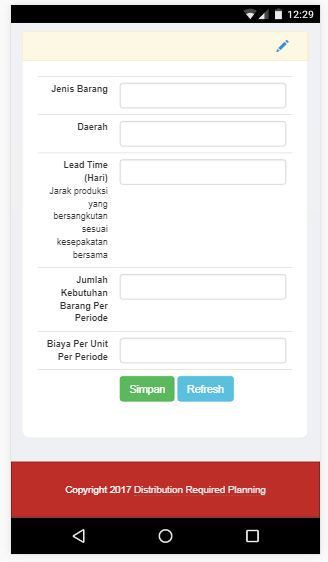 12:29
Jenis Barang
Daerah
Lead Time
(Hari)
Jarak produksi
yang
bersangkutan
sesuai
kesepakatan
bersama
Jumlah
Kebutuhan
Barang Per
Periode
Biaya Per Unit
Per Periode
Simpan Refresh
Copyright 2017 Distribution Required Planning